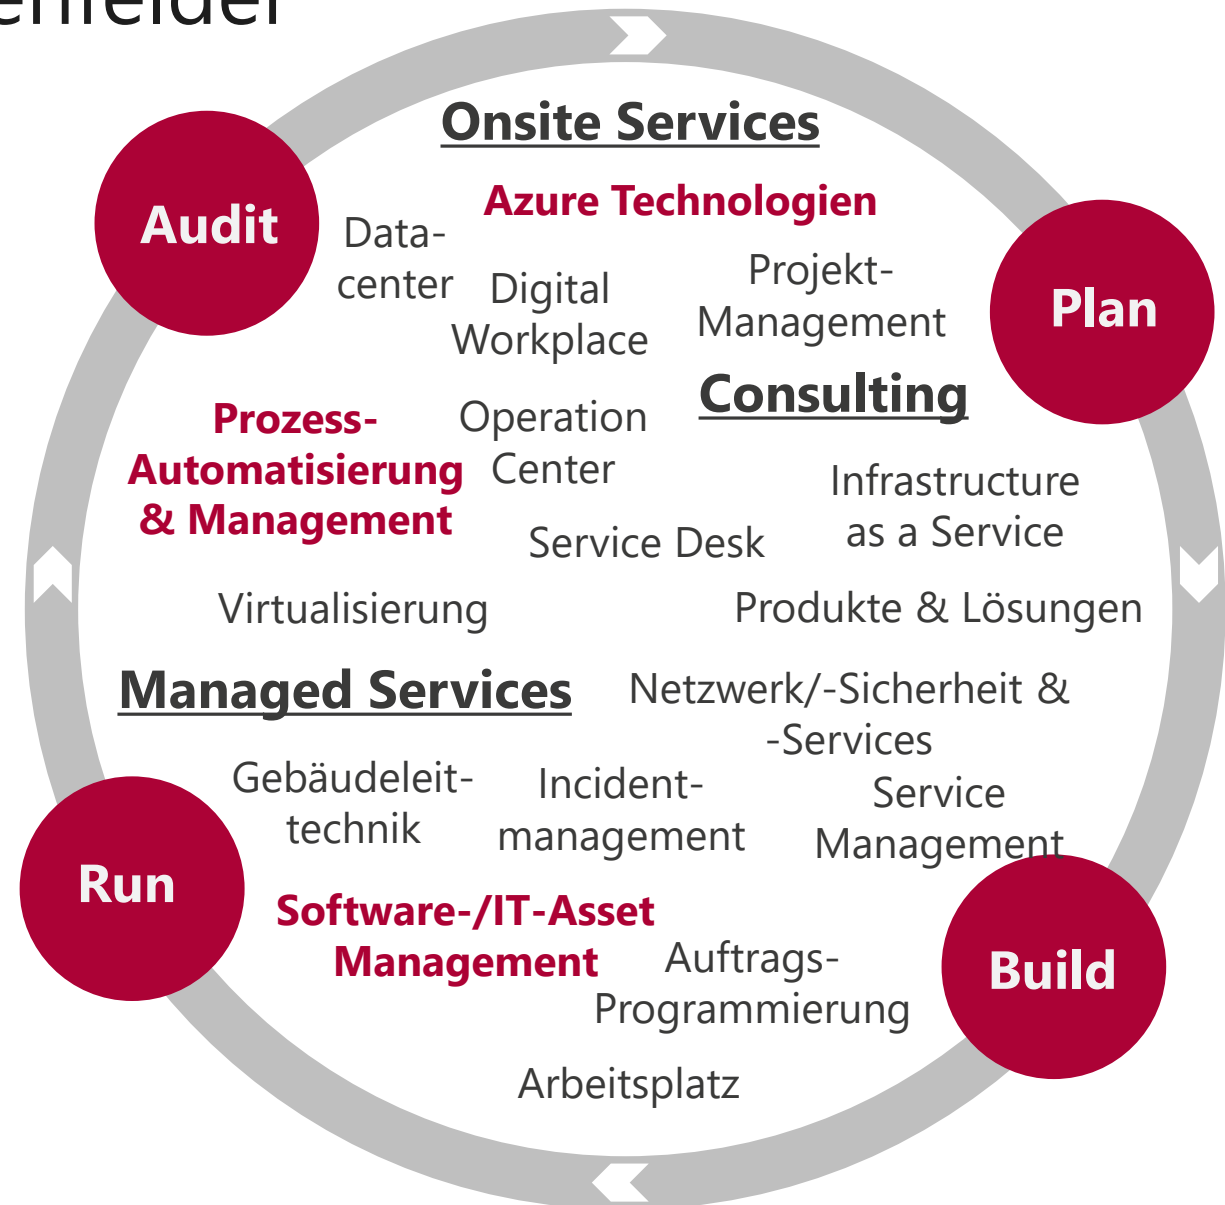 Onsite Services
Azure Technologien
Audit
Data-
center
Digital
Workplace
Projekt-
Management
Plan
Consulting
Prozess-
Automatisierung
& Management
Operation
Center
Infrastructure
as a Service
Service Desk
Virtualisierung
Produkte & Lösungen
Managed Services
Netzwerk/-Sicherheit &
-Services
Gebäudeleit-
technik
Incident-
management
Service
Management
Run
Software-/IT-Asset
Management
Auftrags-
Programmierung
Build
Arbeitsplatz